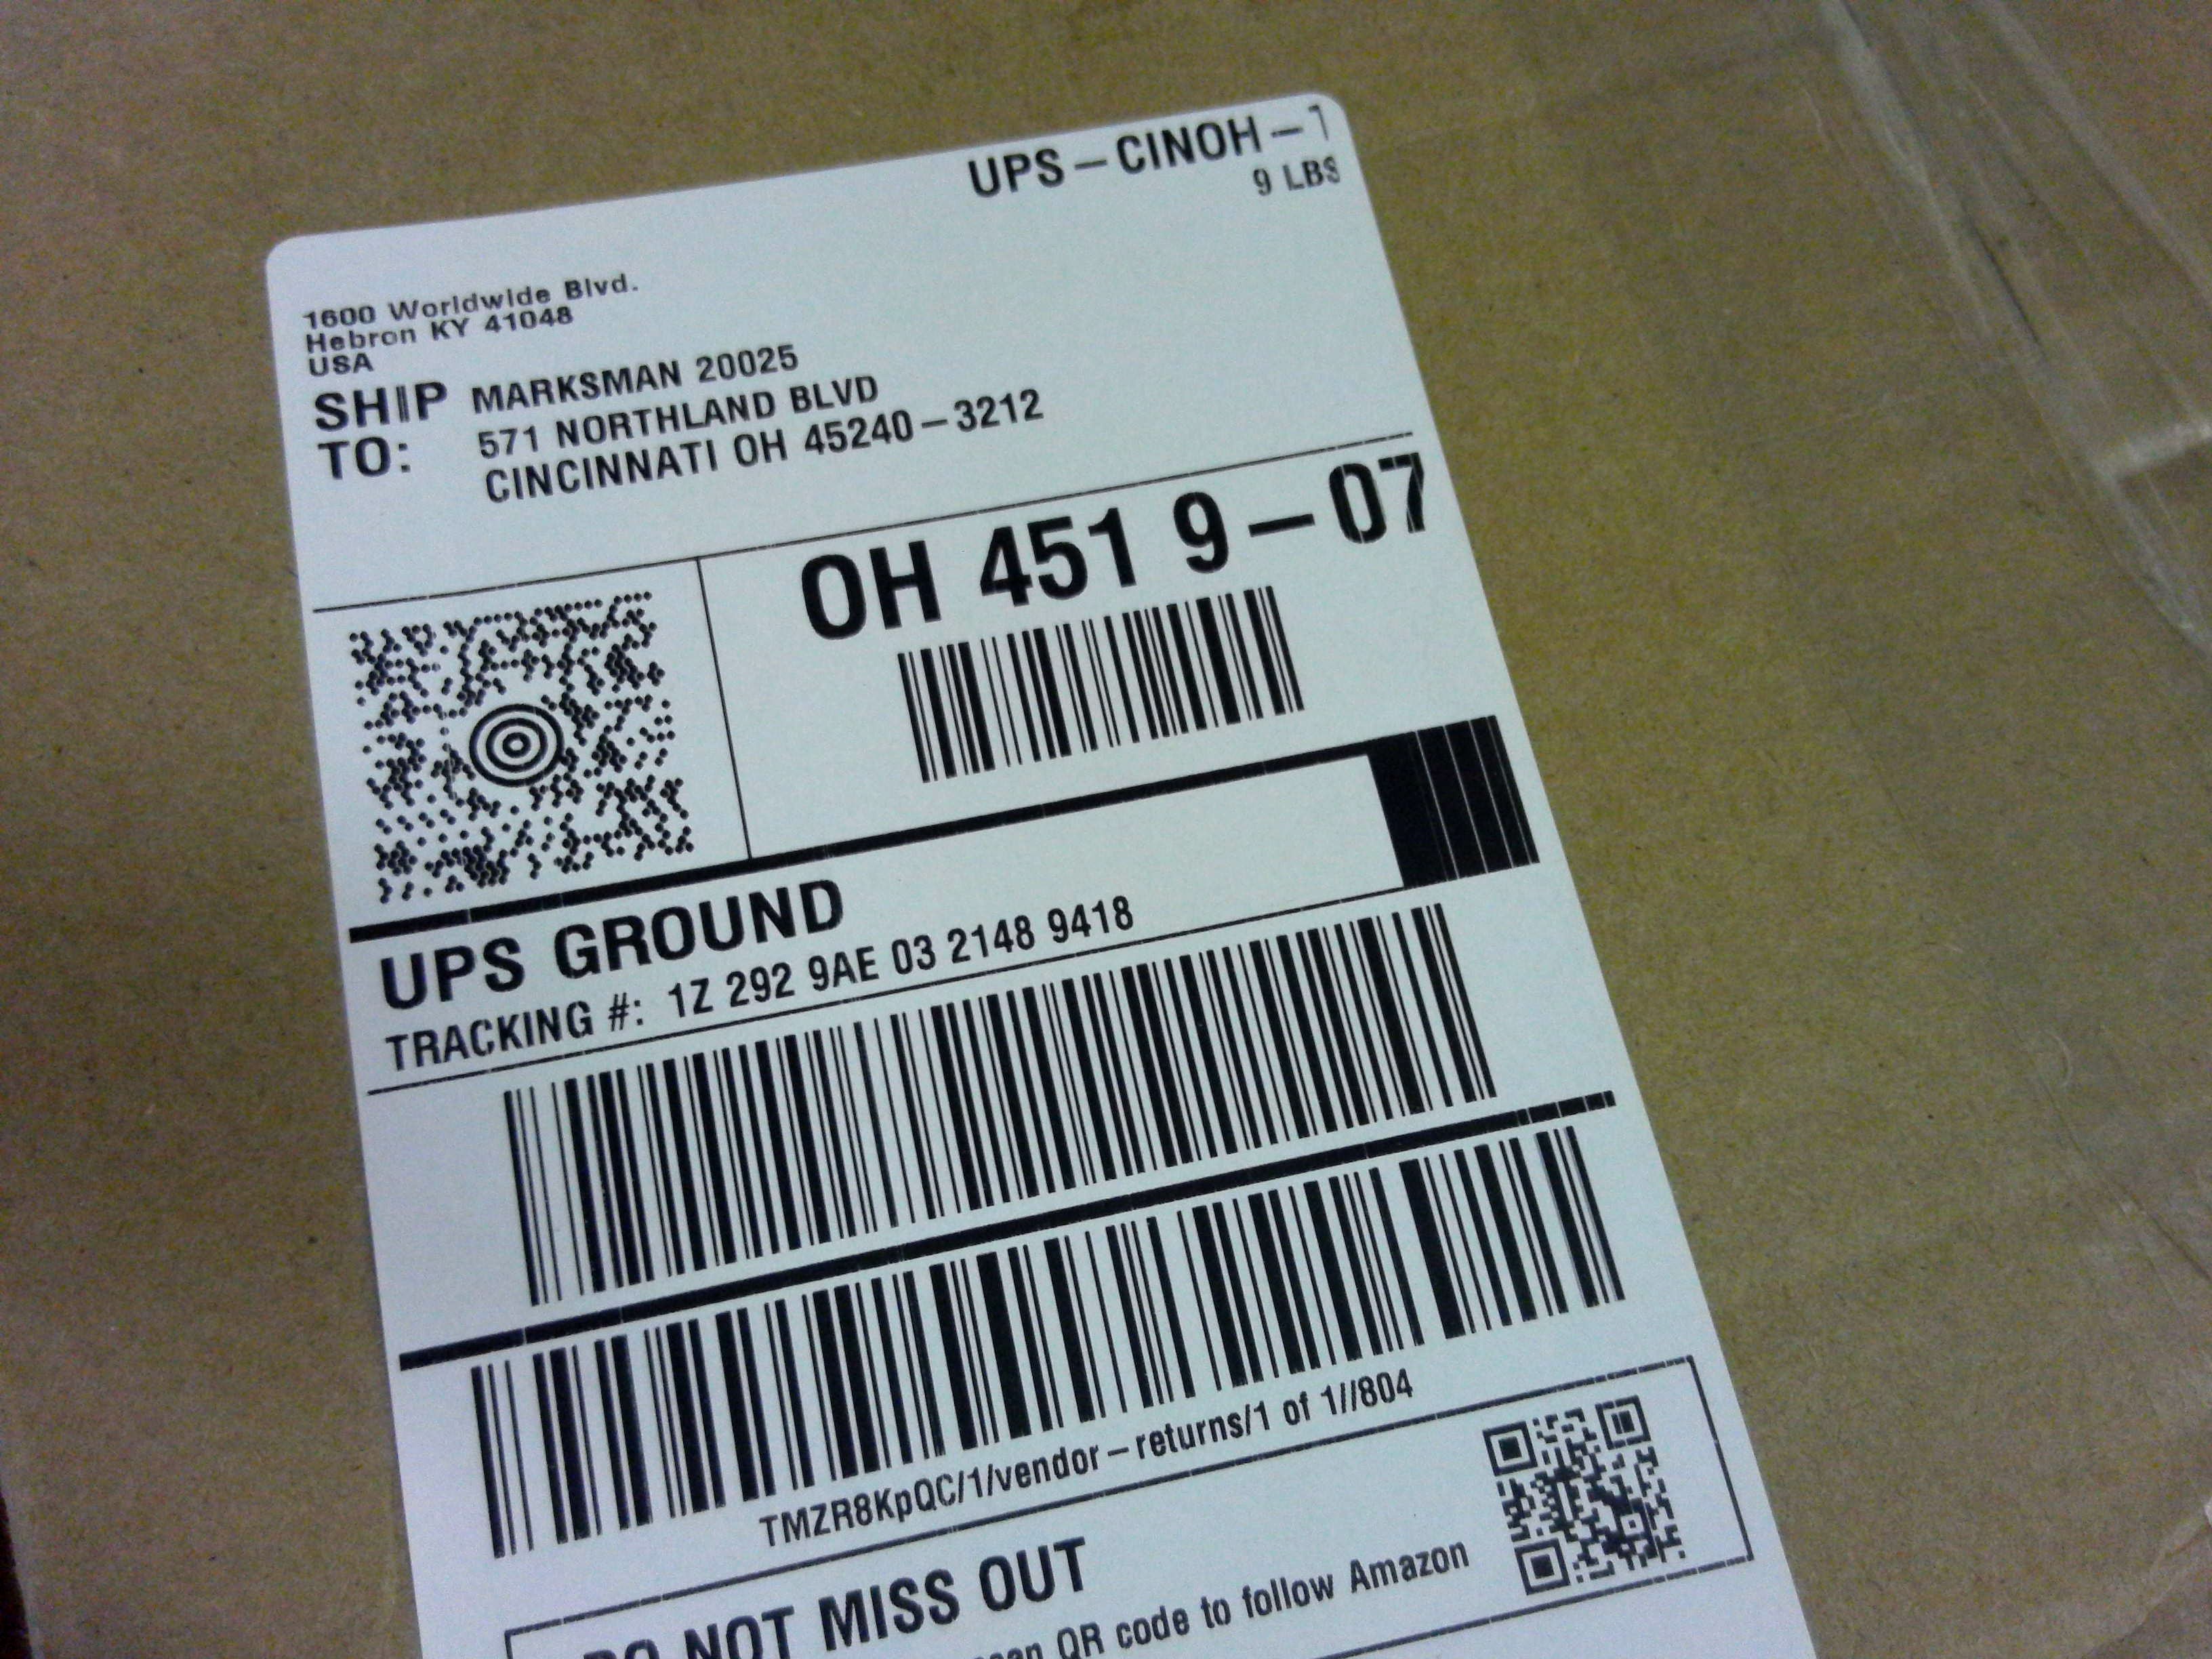 UPS-CINOH-7
9 LBS
1600 Worldwide Blvd.
Hebron KY 41048
USA
SHIP TO:
MARKSMAN 20025
571 NORTHLAND BLVD
CINCINNATI OH 45240-3212
OH 451 9-07
UPS GROUND
TRACKING #: 1Z 292 9AE 03 2148 9418
TMZR8KpQC/1/vendor-returns/1 of 1//804
DO NOT MISS OUT
QR code to follow Amazon